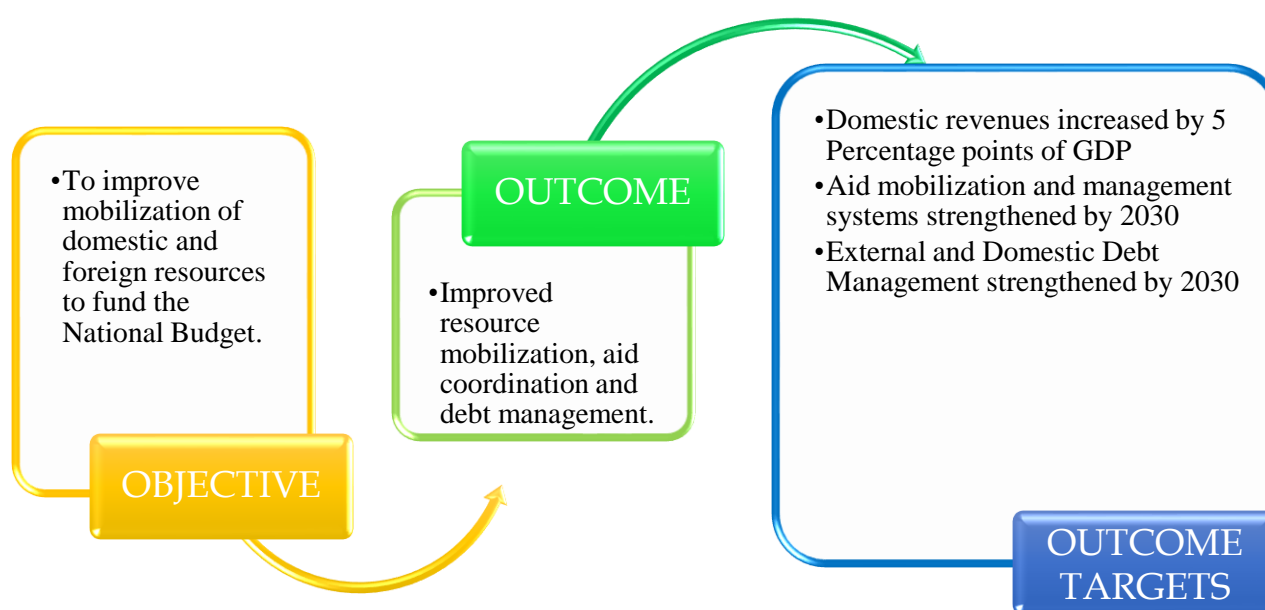 •To improve
mobilization of
domestic and
foreign resources
to fund the
National Budget.
OBJECTIVE
OUTCOME
•Improved
resource
mobilization, aid
coordination and
debt management.
•Domestic revenues increased by 5
Percentage points of GDP
•Aid mobilization and management
systems strengthened by 2030
•External and Domestic Debt
Management strengthened by 2030
OUTCOME
TARGETS